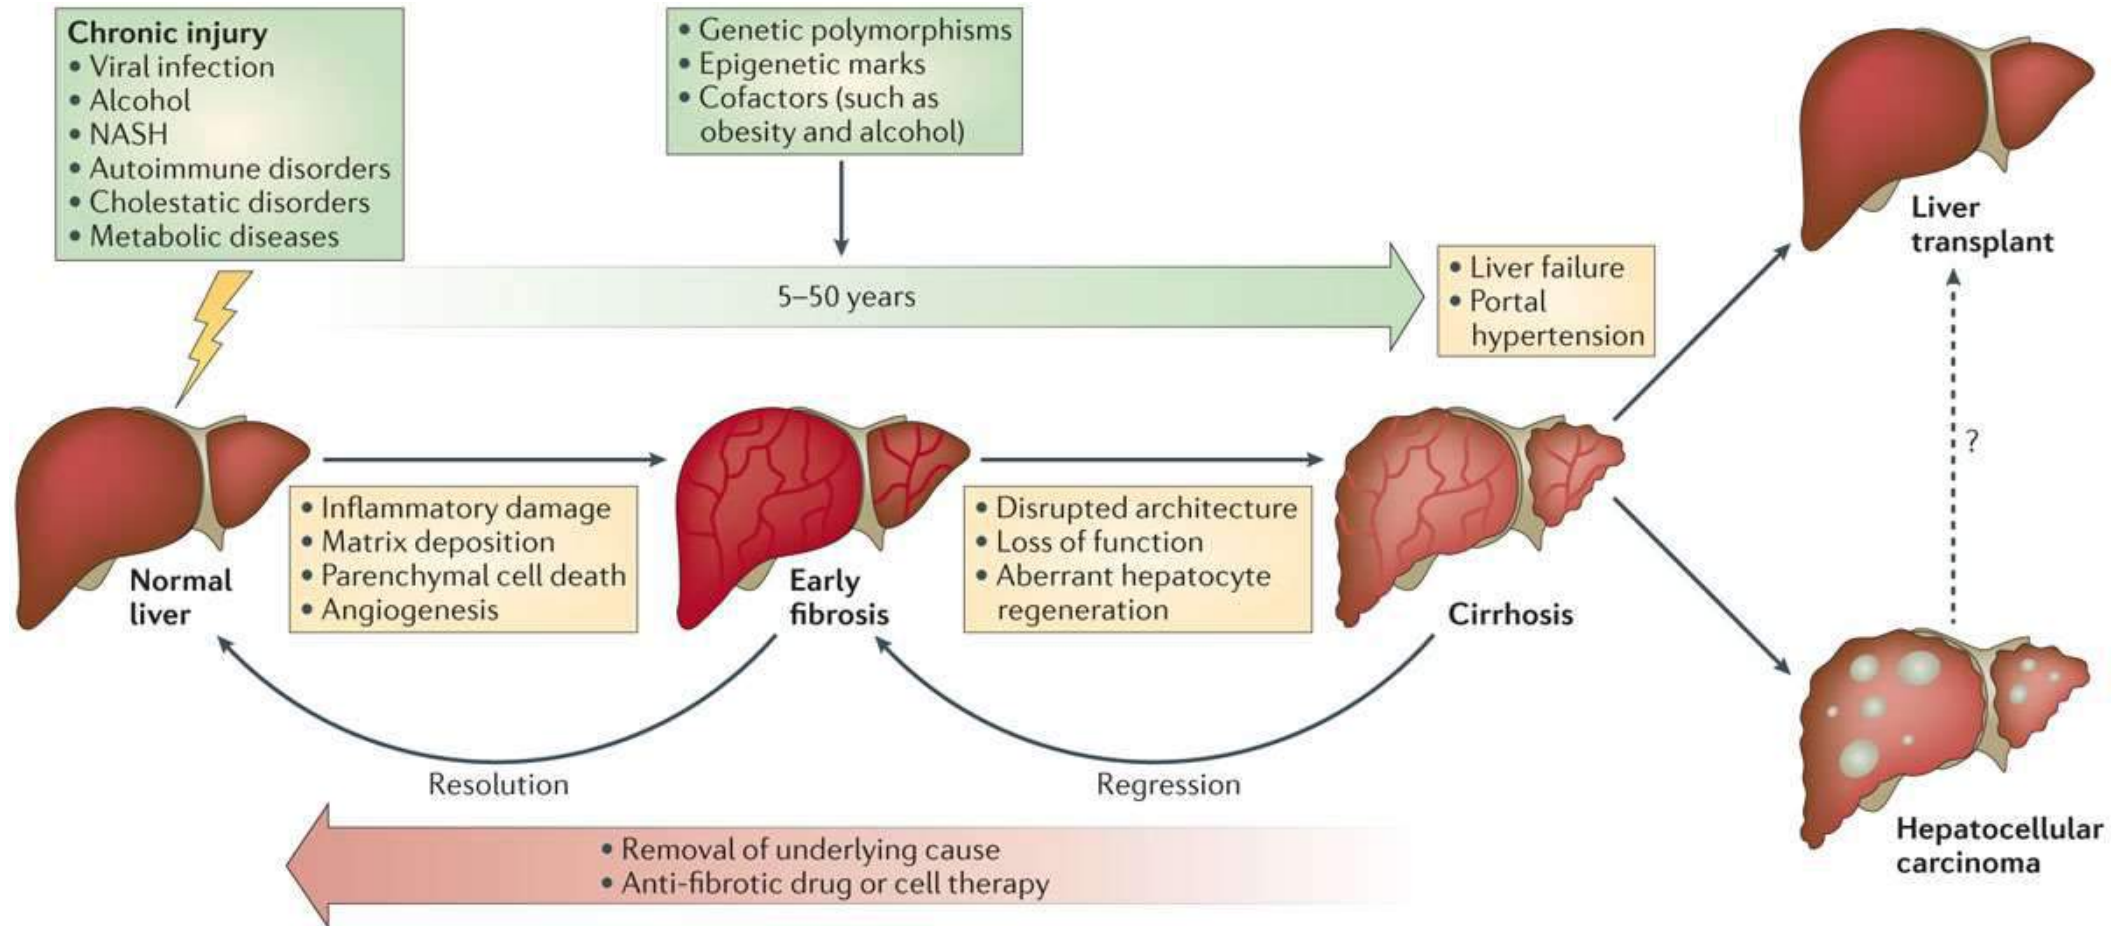 Chronic injury
• Viral infection
• Alcohol
• NASH
• Autoimmune disorders
• Cholestatic disorders
• Metabolic diseases
• Genetic polymorphisms
• Epigenetic marks
• Cofactors (such as
obesity and alcohol)
5–50 years
• Liver failure
• Portal
hypertension
Liver
transplant
?
Normal
liver
• Inflammatory damage
• Matrix deposition
• Parenchymal cell death
• Angiogenesis
Early
fibrosis
• Disrupted architecture
• Loss of function
• Aberrant hepatocyte
regeneration
Cirrhosis
Hepatocellular
carcinoma
Resolution
Regression
• Removal of underlying cause
• Anti-fibrotic drug or cell therapy